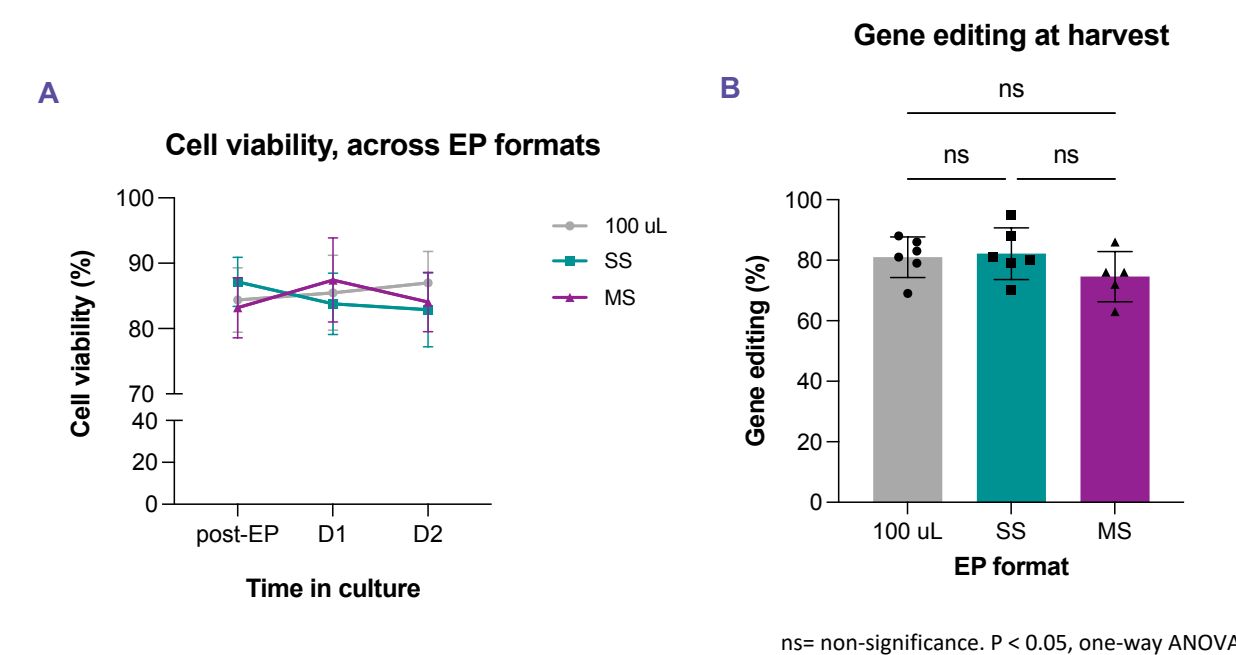 A
Cell viability, across EP formats
Cell viability (%)
100
90
80
70
40
20
0
post-EP D1 D2
Time in culture
100 uL
SS
MS
B
Gene editing at harvest
ns
ns ns
Gene editing (%)
100
80
60
40
20
0
100 uL SS MS
EP format
ns= non-significance. P < 0.05, one-way ANOVA